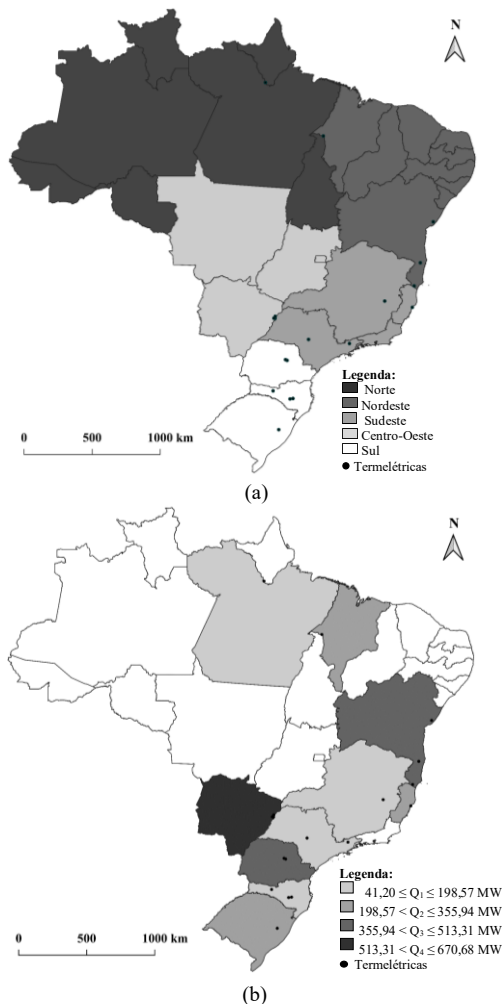 N
Legenda:
Norte
Nordeste
Sudeste
Centro-Oeste
Sul
Termelétricas
0 500 1000 km
(a)
N
Legenda:
41,20 ≤ Q₁ ≤ 198,57 MW
198,57 < Q₂ ≤ 355,94 MW
355,94 < Q₃ ≤ 513,31 MW
513,31 < Q₄ ≤ 670,68 MW
Termelétricas
0 500 1000 km
(b)